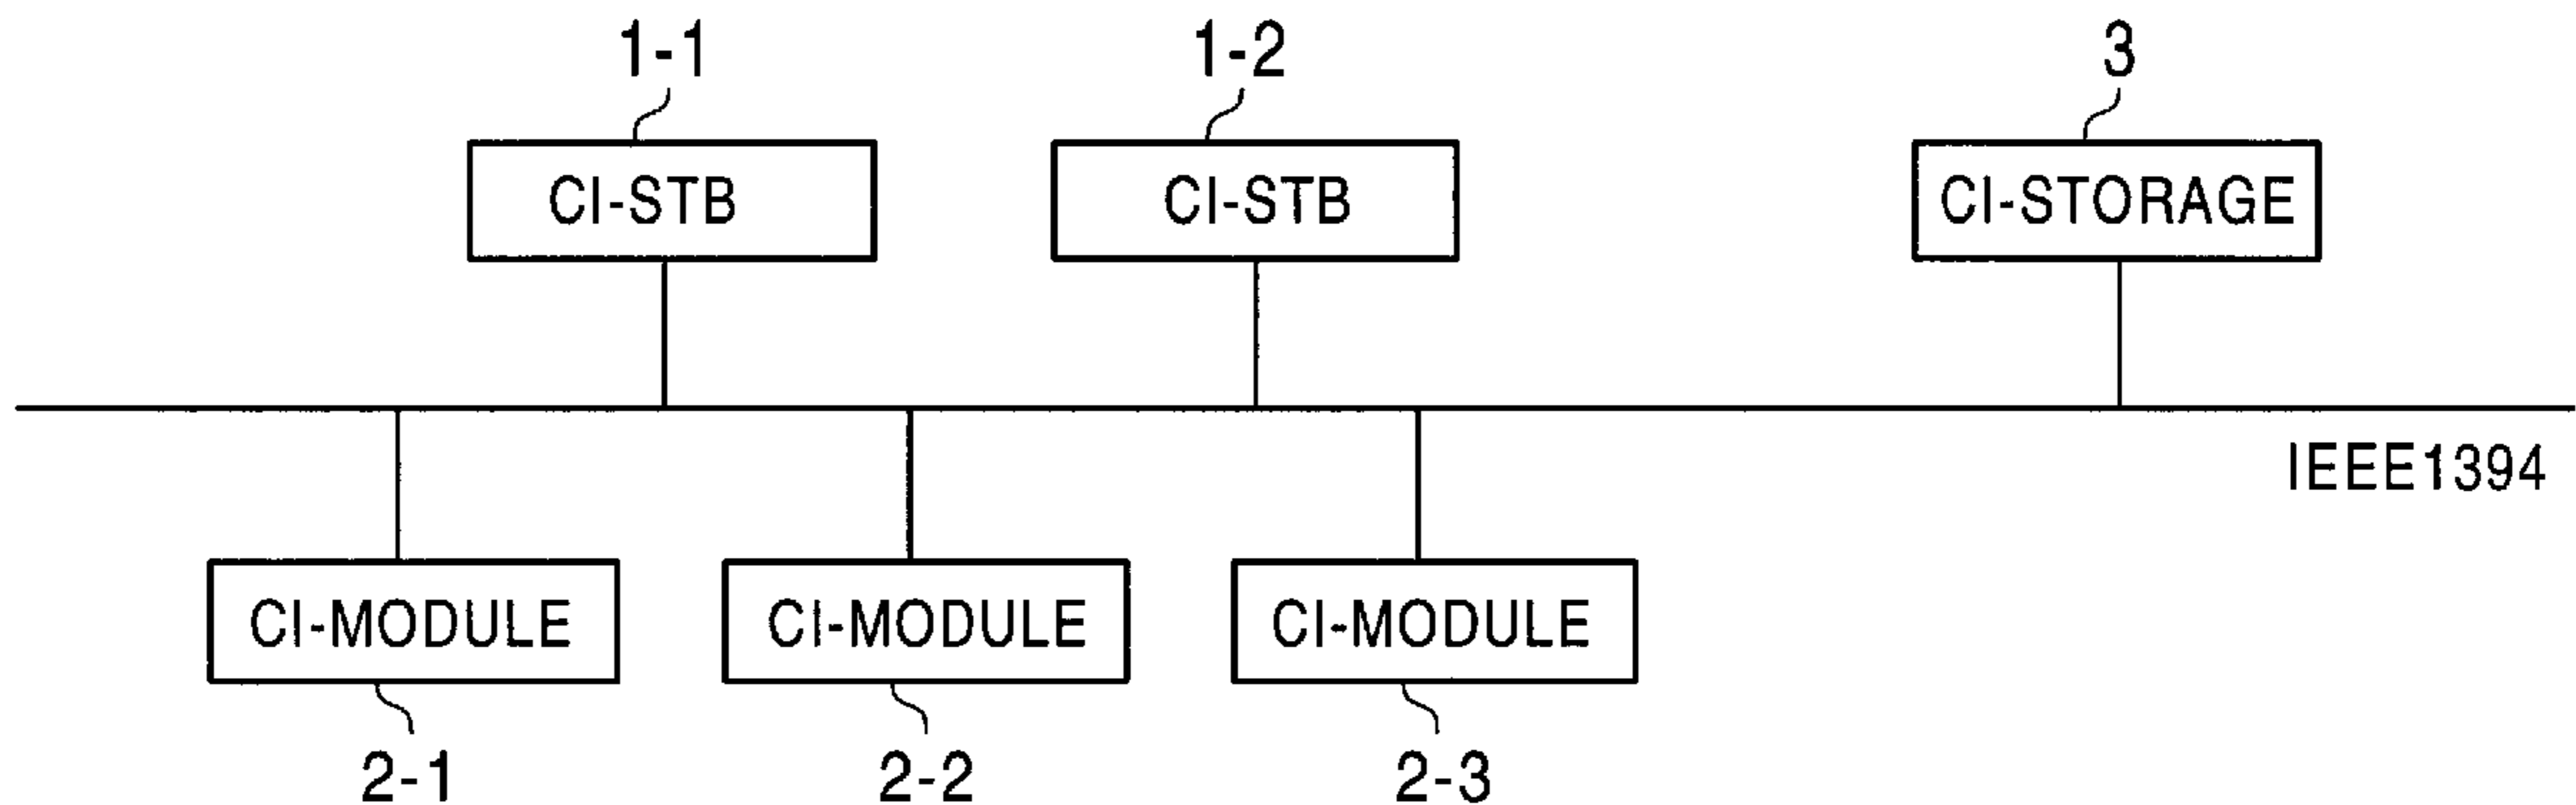 1-1
1-2
3
CI-STB
CI-STB
CI-STORAGE
IEEE1394
CI-MODULE
CI-MODULE
CI-MODULE
2-1
2-2
2-3